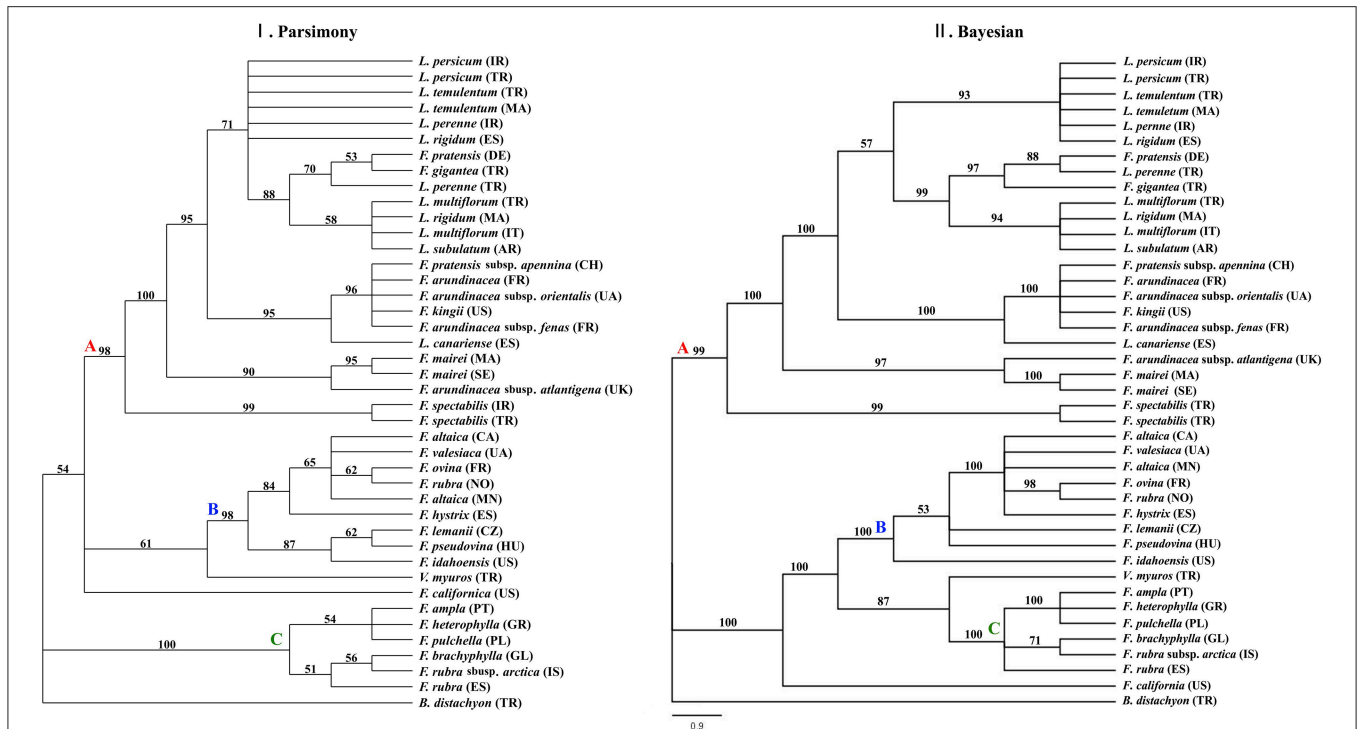 I. Parsimony
L. persicum (IR)
L. persicum (TR)
L. temulentum (TR)
L. temulentum (MA)
71
L. perenne (IR)
L. rigidum (ES)
53
F. pratensis (DE)
70
F. gigantea (TR)
88
L. perenne (TR)
L. multiflorum (TR)
95
58
L. rigidum (MA)
L. multiflorum (IT)
L. subulatum (AR)
F. pratensis subsp. apennina (CH)
F. arundinacea (FR)
100
96
F. arundinacea subsp. orientalis (UA)
95
F. kingii (US)
F. arundinacea subsp. fenas (FR)
L. canariense (ES)
A
98
95
F. mairei (MA)
90
F. mairei (SE)
F. arundinacea sbusp. atlantigena (UK)
99
F. spectabilis (IR)
F. spectabilis (TR)
F. altaica (CA)
F. valesiaca (UA)
54
65
62
F. ovina (FR)
84
F. rubra (NO)
F. altaica (MN)
B
98
F. hystrix (ES)
62
F. lemanii (CZ)
61
87
F. pseudovina (HU)
F. idahoensis (US)
V. myuros (TR)
F. californica (US)
F. ampla (PT)
54
F. heterophylla (GR)
100
C
F. pulchella (PL)
56
F. brachyphylla (GL)
51
F. rubra sbusp. arctica (IS)
F. rubra (ES)
B. distachyon (TR)
II. Bayesian
L. persicum (IR)
L. persicum (TR)
93
L. temulentum (TR)
L. temuletum (MA)
L. pernne (IR)
57
L. rigidum (ES)
88
F. pratensis (DE)
97
L. perenne (TR)
99
F. gigantea (TR)
L. multiflorum (TR)
94
L. rigidum (MA)
100
L. multiflorum (IT)
L. subulatum (AR)
F. pratensis subsp. apennina (CH)
F. arundinacea (FR)
100
100
F. arundinacea subsp. orientalis (UA)
100
F. kingii (US)
F. arundinacea subsp. fenas (FR)
L. canariense (ES)
A
99
97
F. arundinacea subsp. atlantigena (UK)
100
F. mairei (MA)
F. mairei (SE)
99
F. spectabilis (TR)
F. spectabilis (TR)
F. altaica (CA)
F. valesiaca (UA)
100
F. altaica (MN)
98
F. ovina (FR)
F. rubra (NO)
53
F. hystrix (ES)
100
B
F. lemanii (CZ)
F. pseudovina (HU)
100
F. idahoensis (US)
V. myuros (TR)
87
100
F. ampla (PT)
F. heterophylla (GR)
100
C
F. pulchella (PL)
100
71
F. brachyphylla (GL)
F. rubra subsp. arctica (IS)
F. rubra (ES)
F. california (US)
B. distachyon (TR)
0.9